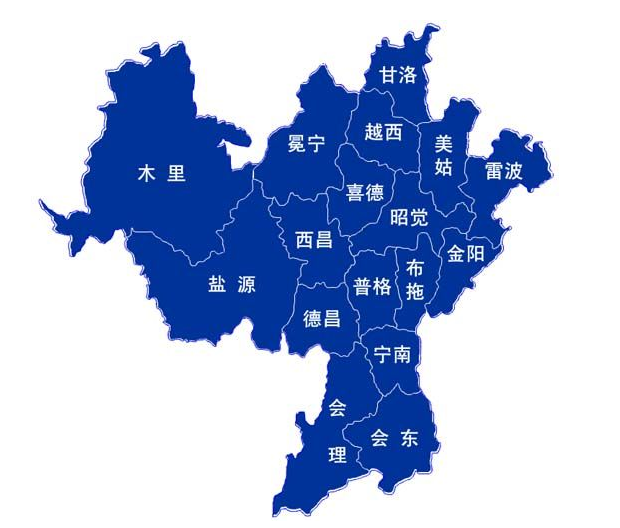 甘洛
越西
冕宁
美姑
雷波
木里
喜德
昭觉
西昌
金阳
布拖
盐源
普格
德昌
宁南
会理
会东